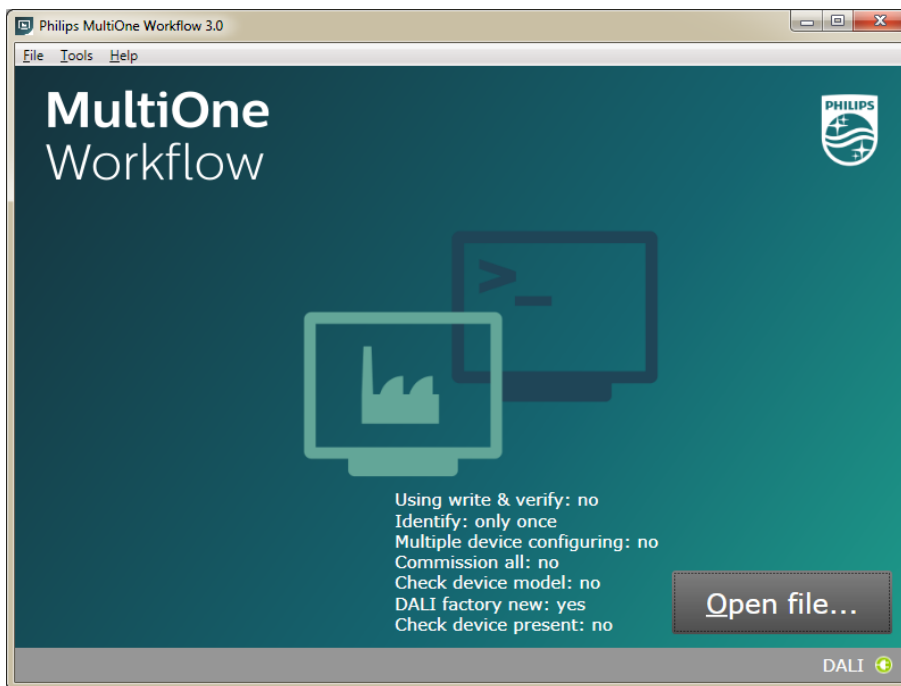 Philips MultiOne Workflow 3.0
File Tools Help
MultiOne
Workflow
PHILIPS
>_
Using write & verify: no
Identify: only once
Multiple device configuring: no
Commission all: no
Check device model: no
DALI factory new: yes
Check device present: no
Open file...
DALI